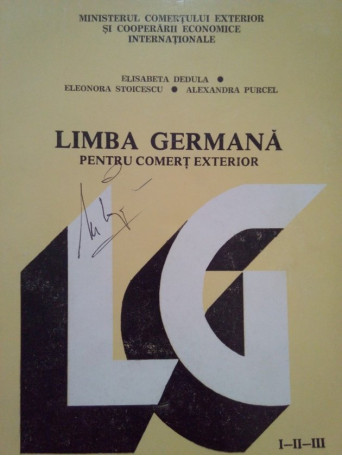 MINISTERUL COMERȚULUI EXTERIOR
ȘI COOPERĂRII ECONOMICE
INTERNAȚIONALE
ELISABETA DEDULA ●
ELEONORA STOICESCU ● ALEXANDRA PURCEL
LIMBA GERMANĂ
PENTRU COMERȚ EXTERIOR
LG
I–II–III